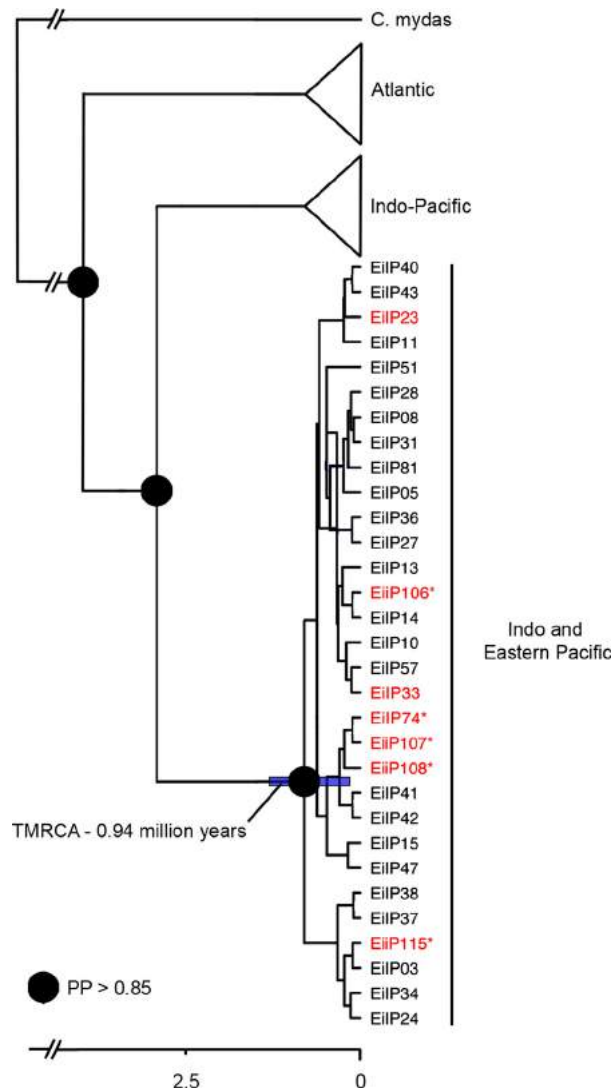 C. mydas
Atlantic
Indo-Pacific
EiIP40
EiIP43
EiIP23
EiIP11
EiIP51
EiIP28
EiIP08
EiIP31
EiIP81
EiIP05
EiIP36
EiIP27
EiIP13
EiiP106*
EiIP14
EiIP10
EiIP57
EiIP33
EiIP74*
EiiP107*
EiiP108*
EiIP41
EiIP42
EiIP15
EiIP47
EiIP38
EiIP37
EiiP115*
EiIP03
EiIP34
EiIP24
Indo and
Eastern Pacific
TMRCA - 0.94 million years
PP > 0.85
2.5
0